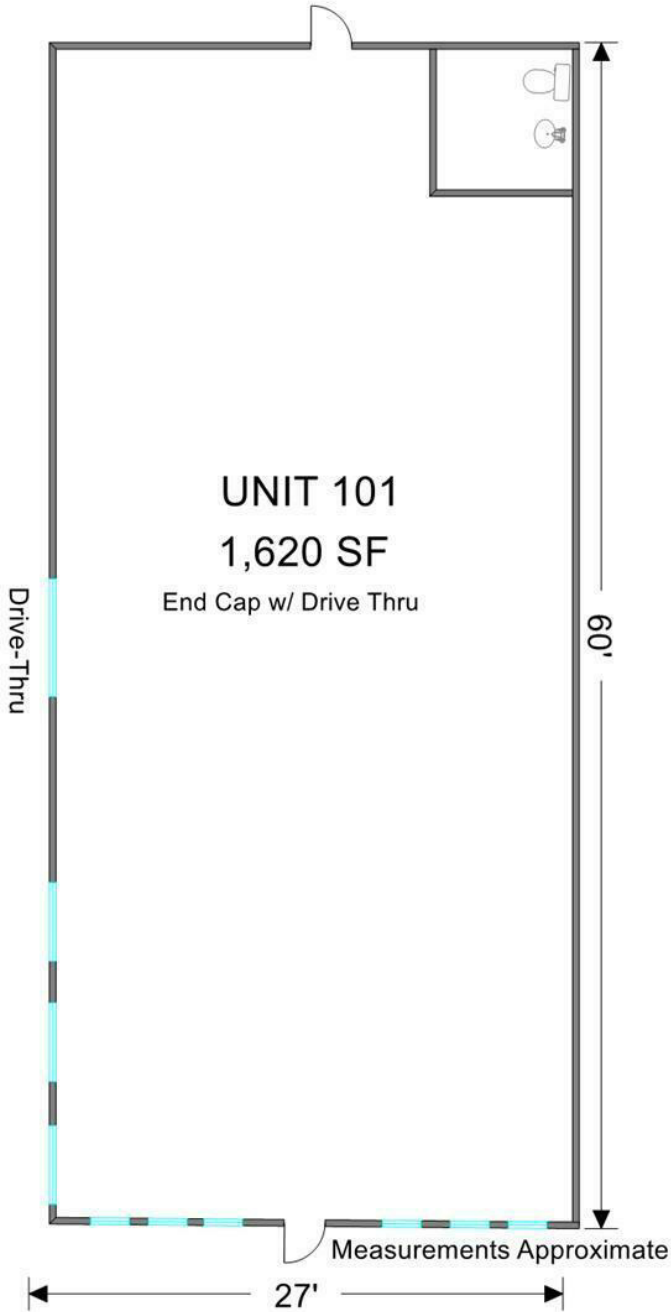 UNIT 101
1,620 SF
End Cap w/ Drive Thru
Drive-Thru
60'
Measurements Approximate
27'